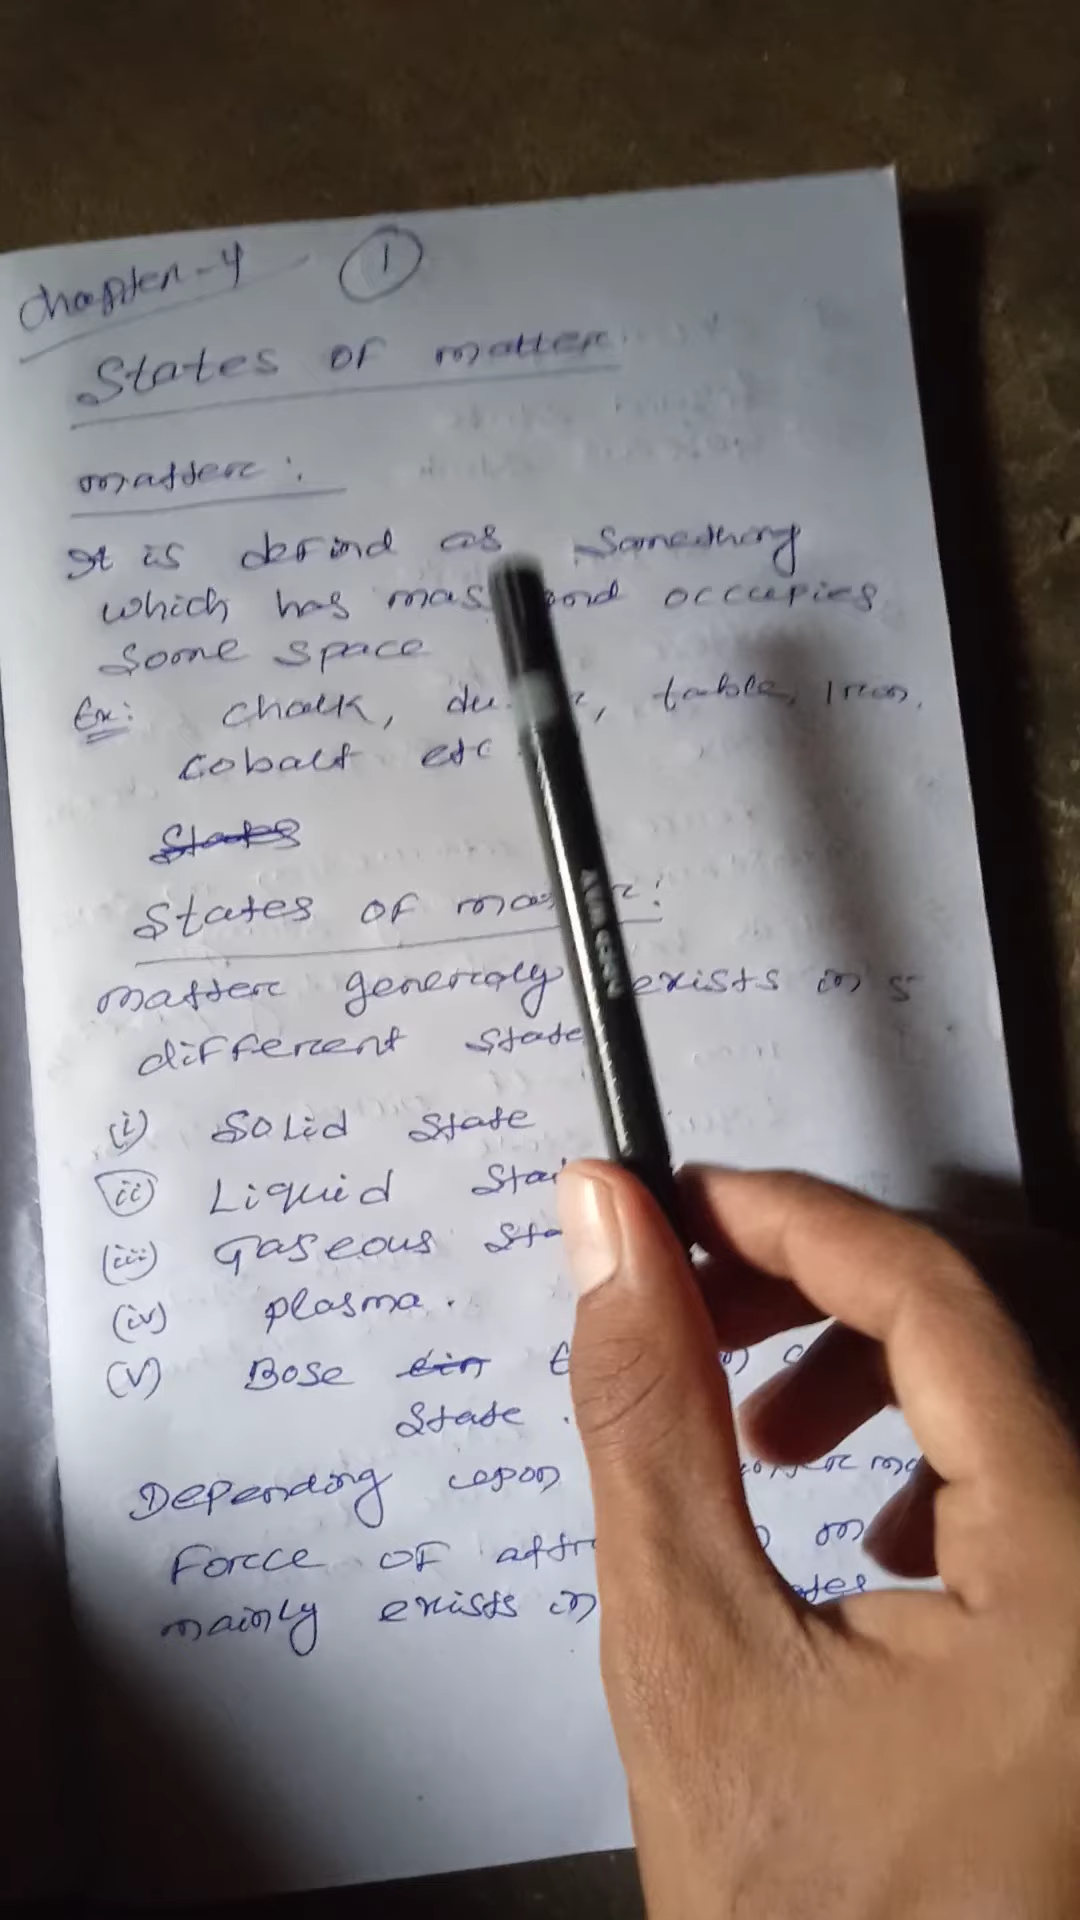 Chapter-4
1
States OF matter
matter:
It is defind as Something
which has mas and occupies
Some space
Ex: chalk, table, Iron,
cobalt etc
States
States OF
matter generaly exists in 5
different state
(i) Solid State
(ii) Liquid
(iii) Gaseous
(iv) plasma.
(v) Bose ein
State.
Depending upon
Force OF
mainly exists in